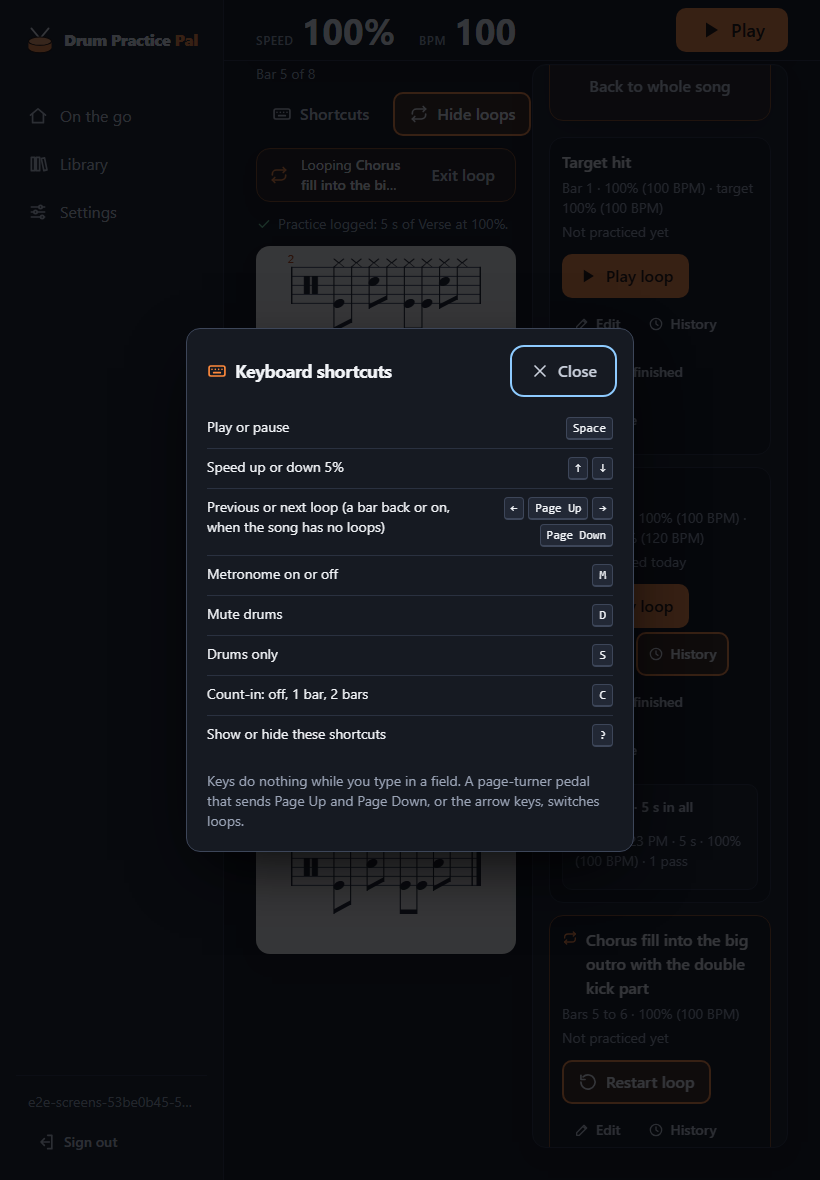 Drum Practice Pal
On the go
Library
Settings
e2e-screens-53be0b45-5...
Sign out
SPEED 100% BPM 100
Play
Bar 5 of 8
Shortcuts
Hide loops
Looping Chorus
fill into the bi...
Exit loop
Practice logged: 5 s of Verse at 100%.
2
Back to whole song
Target hit
Bar 1 · 100% (100 BPM) · target
100% (100 BPM)
Not practiced yet
Play loop
Edit
History
finished
Keyboard shortcuts
Close
Play or pause Space
Speed up or down 5% ↑ ↓
Previous or next loop (a bar back or on, ← Page Up →
when the song has no loops) Page Down
Metronome on or off M
Mute drums D
Drums only S
Count-in: off, 1 bar, 2 bars C
Show or hide these shortcuts ?
Keys do nothing while you type in a field. A page-turner pedal
that sends Page Up and Page Down, or the arrow keys, switches
loops.
100% (100 BPM) ·
(120 BPM)
today
loop
History
finished
· 5 s in all
PM · 5 s · 100%
(100 BPM) · 1 pass
Chorus fill into the big
outro with the double
kick part
Bars 5 to 6 · 100% (100 BPM)
Not practiced yet
Restart loop
Edit
History